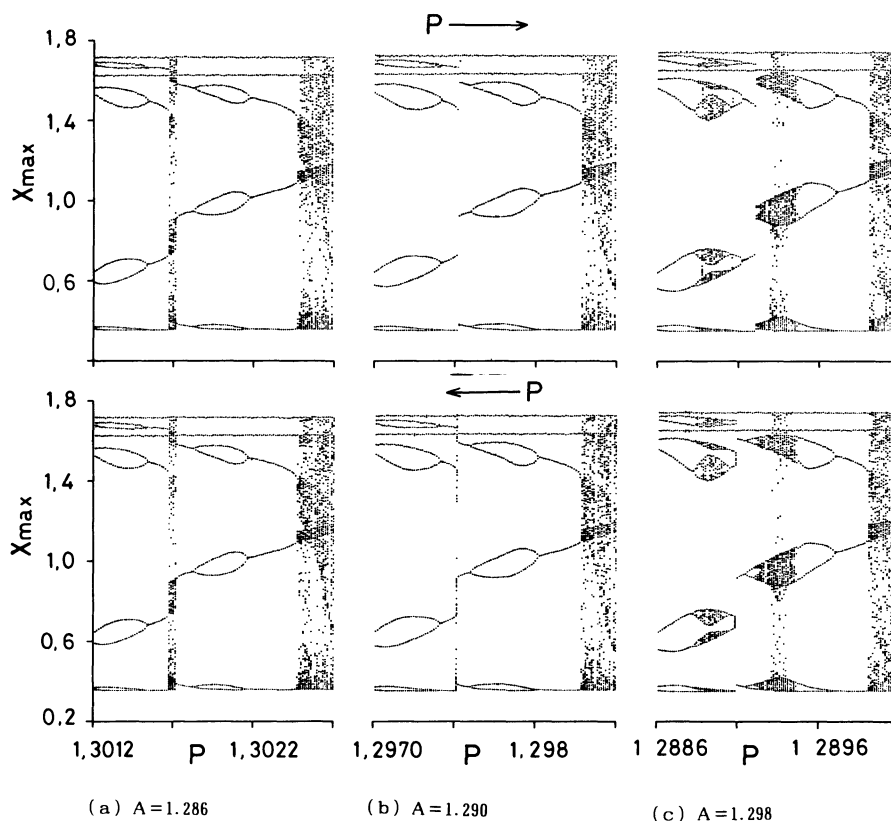 P
1,8
1,4
1,0
0,6
Xmax
P
1.8
1,4
1,0
0,6
0,2
Xmax
1,3012
P
1,3022
1,2970
P
1,298
1 2886
P
1 2896
(a) A=1.286
(b) A=1.290
(c) A=1.298